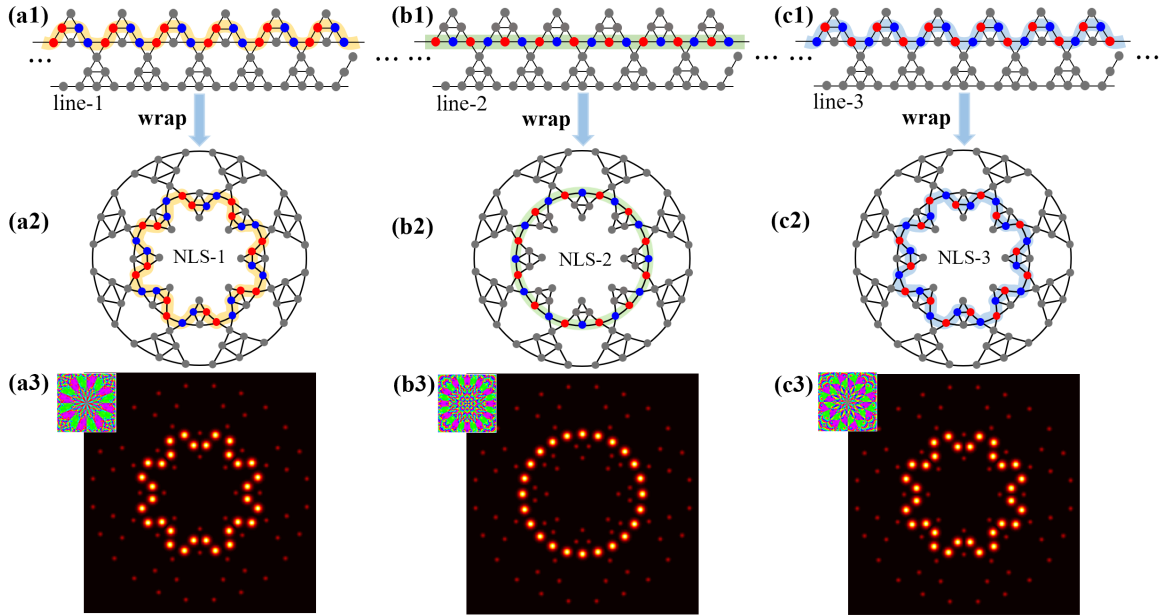 (a1) (b1) (c1)
... ... ... ... ...
line-1 line-2 line-3
wrap wrap wrap
(a2) (b2) (c2)
NLS-1 NLS-2 NLS-3
(a3) (b3) (c3)